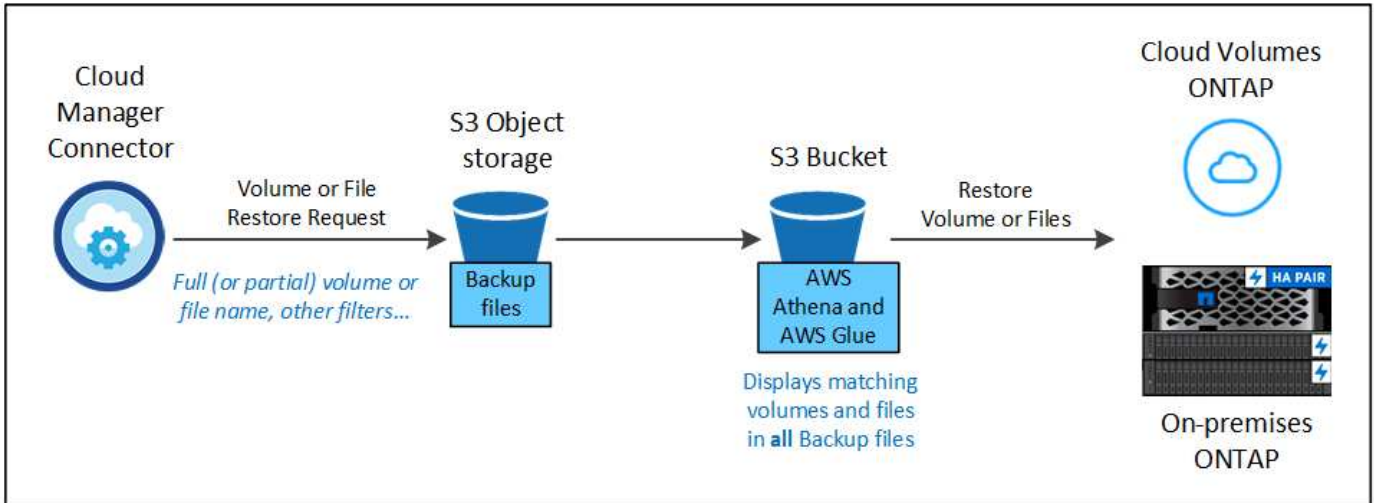 Cloud
Manager
Connector
Volume or File
Restore Request
Full (or partial) volume or
file name, other filters...
S3 Object
storage
Backup
files
S3 Bucket
AWS
Athena and
AWS Glue
Displays matching
volumes and files
in all Backup files
Restore
Volume or Files
Cloud Volumes
ONTAP
HA PAIR
On-premises
ONTAP